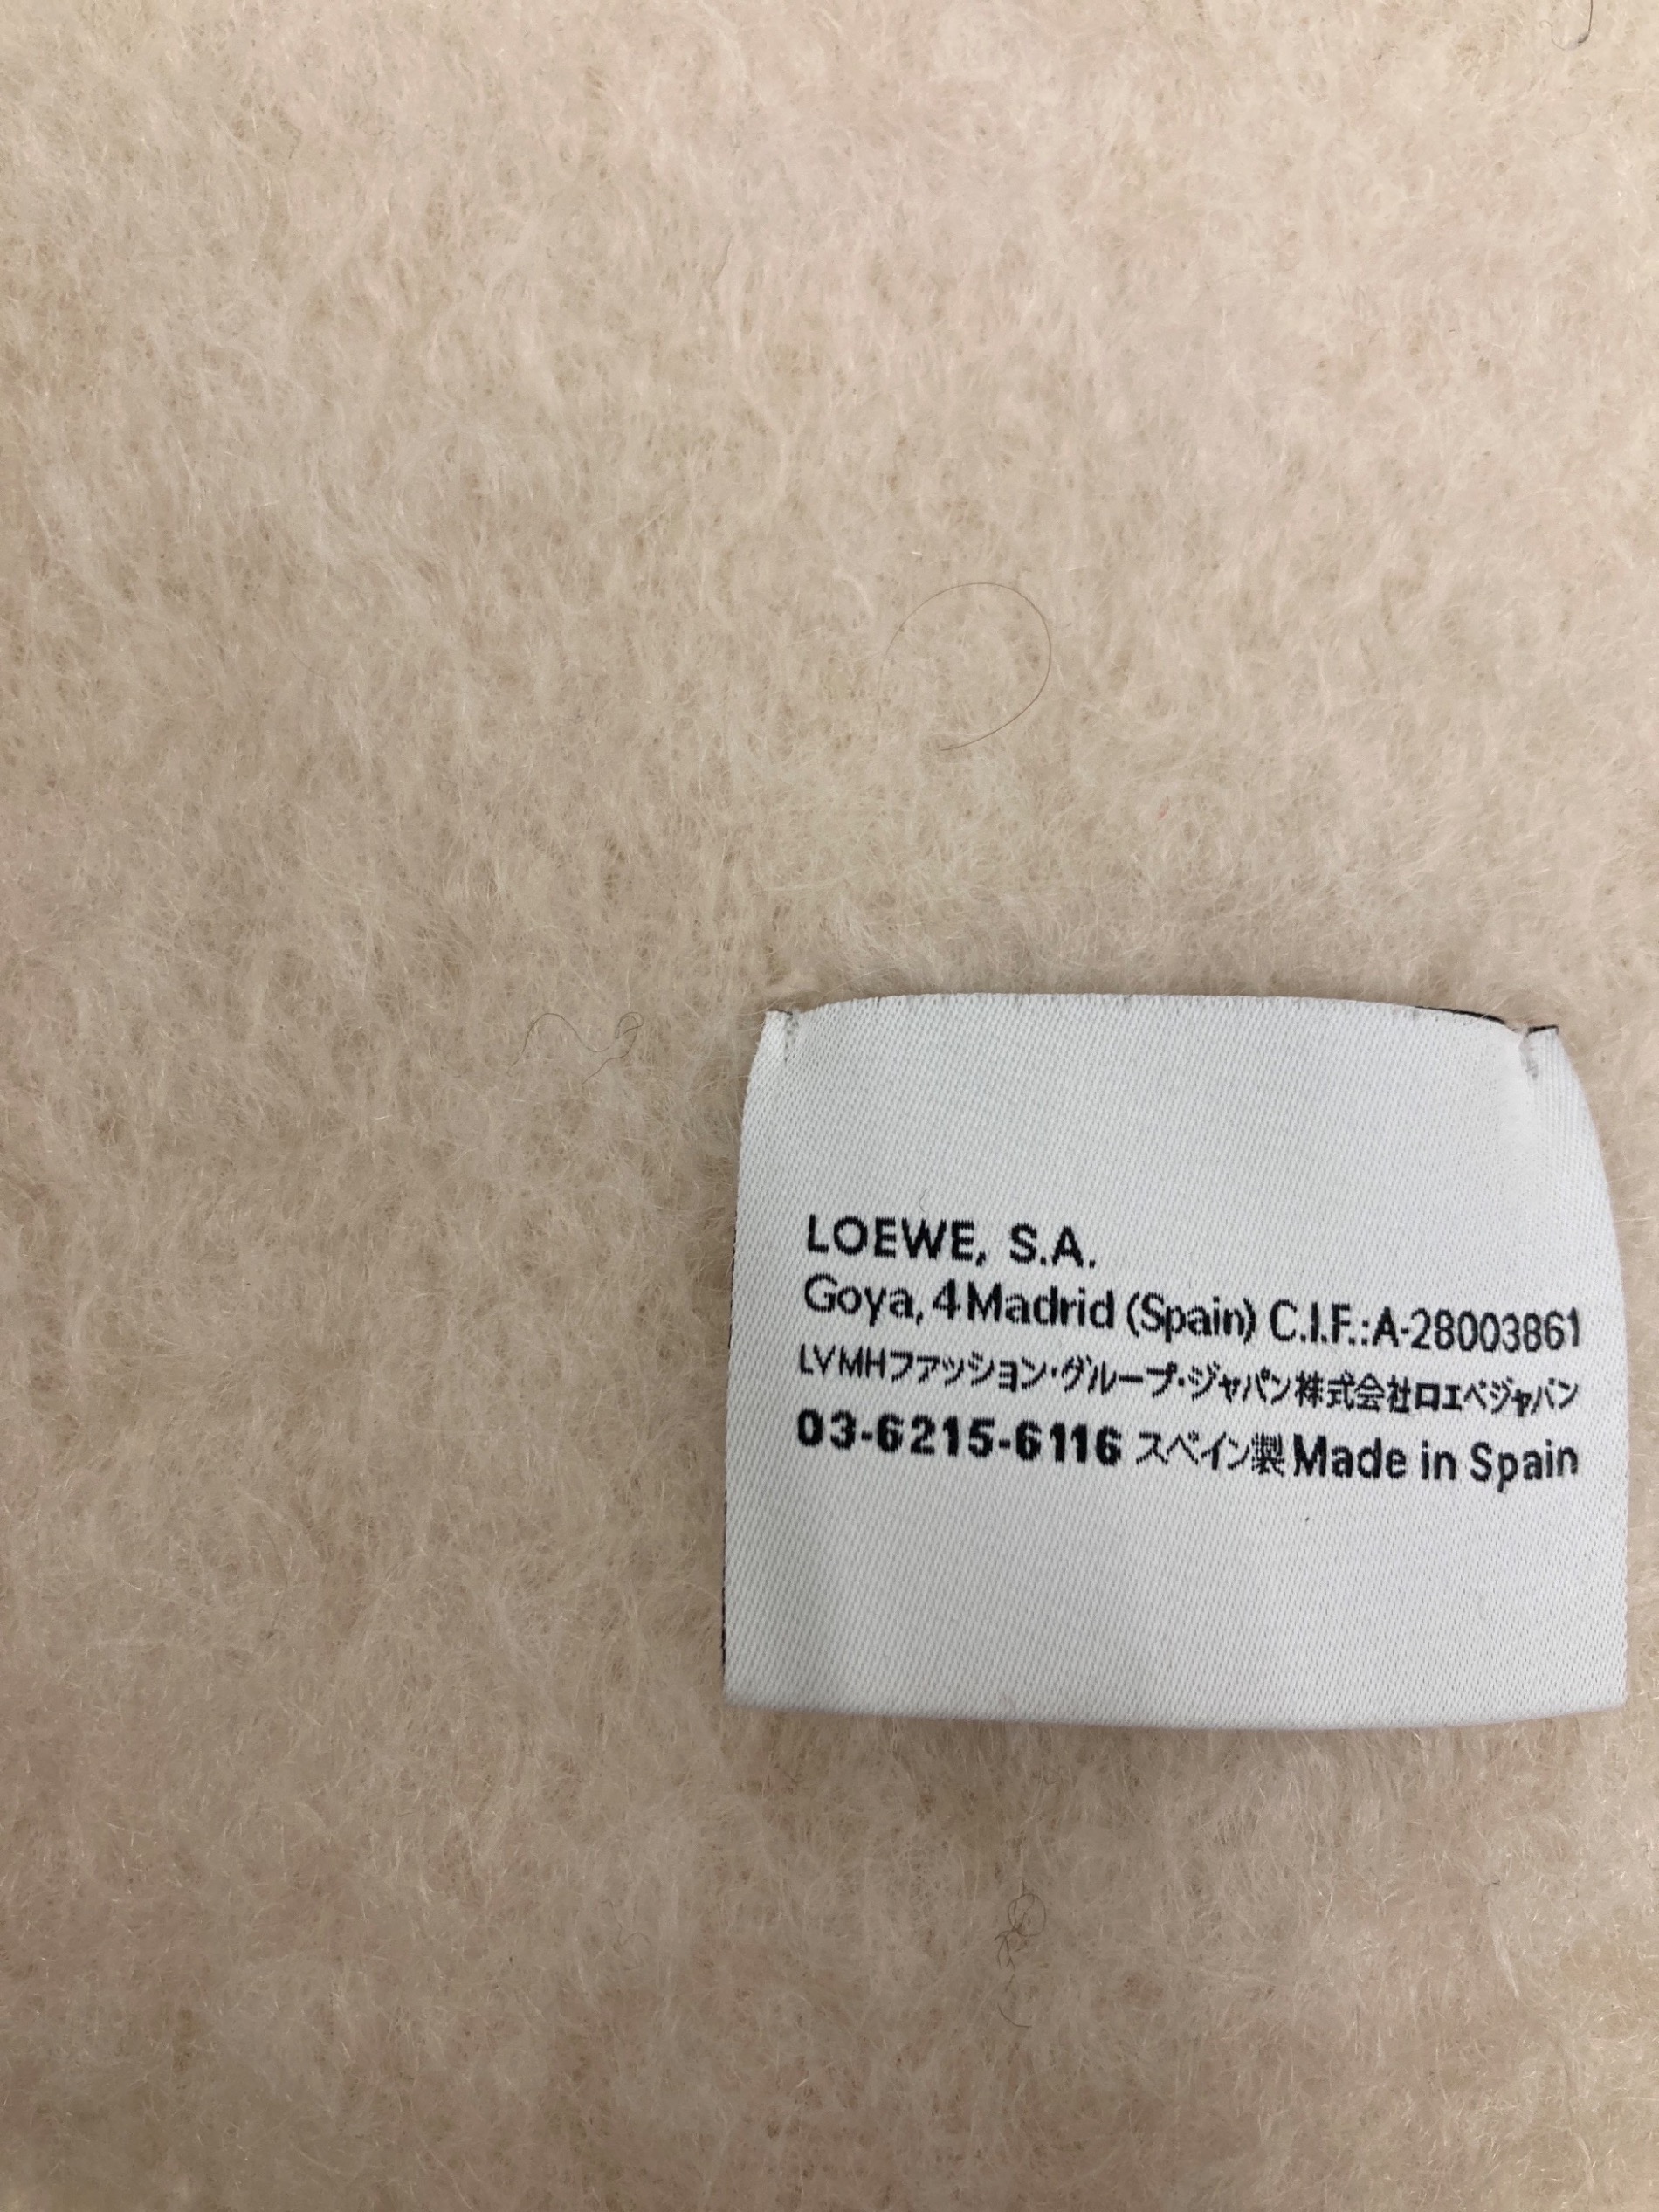 LOEWE, S.A.
Goya, 4 Madrid (Spain) C.I.F.:A-28003861
LVMHファッション・グループ・ジャパン株式会社ロエベジャパン
03-6215-6116 スペイン製 Made in Spain